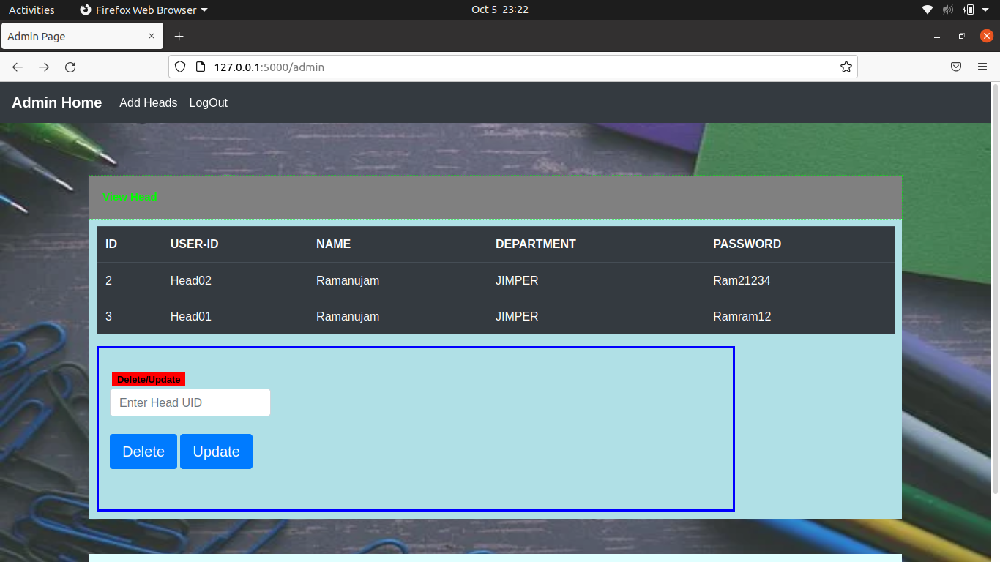 Activities Firefox Web Browser Oct 5 23:22
Admin Page
127.0.0.1:5000/admin
Admin Home Add Heads LogOut
View Head
ID USER-ID NAME DEPARTMENT PASSWORD
2 Head02 Ramanujam JIMPER Ram21234
3 Head01 Ramanujam JIMPER Ramram12
Delete/Update
Enter Head UID
Delete Update